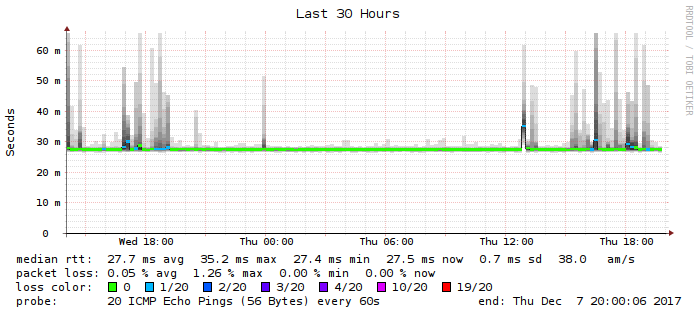 Last 30 Hours
RRDTOOL / TOBI OETIKER
Seconds
60 m
50 m
40 m
30 m
20 m
10 m
0
Wed 18:00 Thu 00:00 Thu 06:00 Thu 12:00 Thu 18:00
median rtt: 27.7 ms avg 35.2 ms max 27.4 ms min 27.5 ms now 0.7 ms sd 38.0 am/s
packet loss: 0.05 % avg 1.26 % max 0.00 % min 0.00 % now
loss color: 0 1/20 2/20 3/20 4/20 10/20 19/20
probe: 20 ICMP Echo Pings (56 Bytes) every 60s end: Thu Dec 7 20:00:06 2017